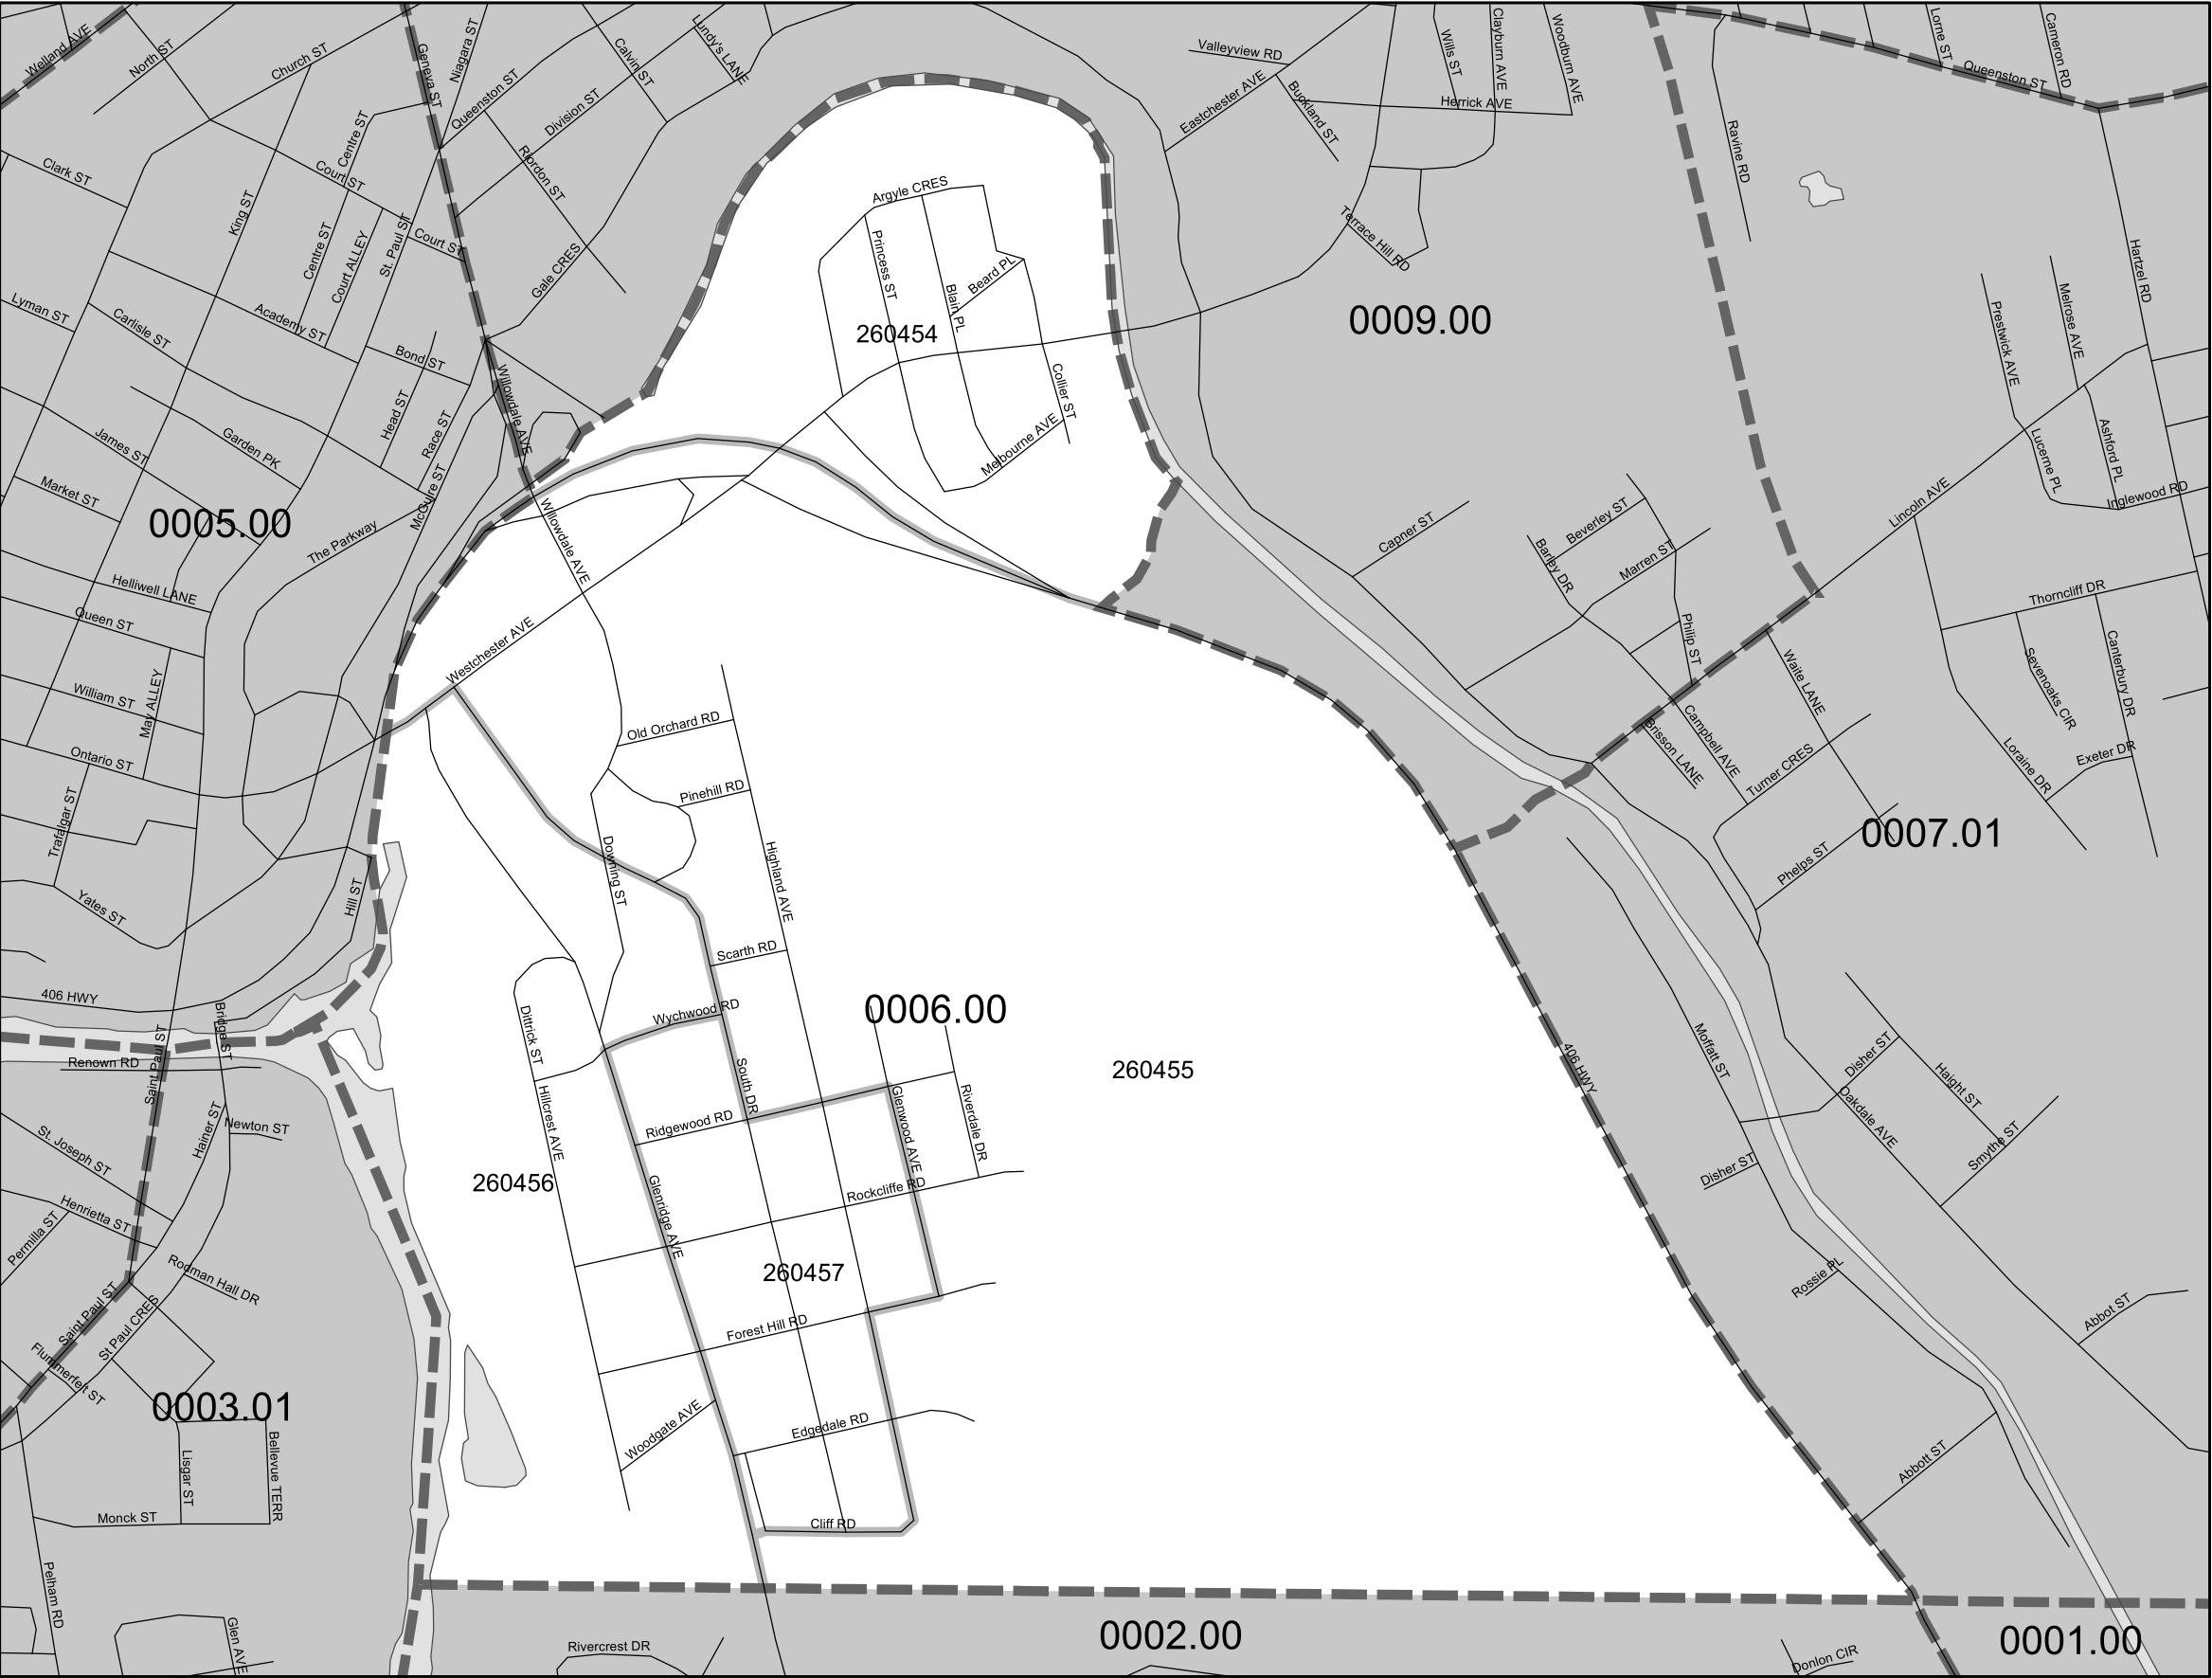 Welland AVE
North ST
Church ST
Geneva ST
Niagara ST
Queenston ST
Calvin ST
Lundy's LANE
Division ST
Riordon ST
Gale CRES
Clark ST
King ST
Centre ST
Court ST
Centre ST
Court ALLEY
St. Paul ST
Court ST
Academy ST
Lyman ST
Carlisle ST
Bond ST
Head ST
Race ST
Garden PK
James ST
Market ST
McGuire ST
The Parkway
Willowdale AVE
Willowdale AVE
0005.00
Helliwell LANE
Queen ST
William ST
May ALLEY
Ontario ST
Trafalgar ST
Yates ST
Hill ST
406 HWY
Argyle CRES
Princess ST
Beard PL
Blain PL
260454
Collier ST
Melbourne AVE
Valleyview RD
Eastchester AVE
Buckland ST
Wills ST
Clayburn AVE
Woodburn AVE
Herrick AVE
Terrace Hill RD
0009.00
Ravine RD
Lorne ST
Cameron RD
Queenston ST
Hartzel RD
Melrose AVE
Prestwick AVE
Lucerne PL
Ashford PL
Inglewood RD
Lincoln AVE
Capner ST
Beverley ST
Barley DR
Marren ST
Philip ST
Thorncliff DR
Sevenoaks CIR
Canterbury DR
Loraine DR
Exeter DR
Waite LANE
Campbell AVE
Brisson LANE
Turner CRES
Phelps ST
0007.01
Westchester AVE
Old Orchard RD
Pinehill RD
Downing ST
Highland AVE
Scarth RD
Wychwood RD
Dittrick ST
0006.00
260455
South DR
Ridgewood RD
Hillcrest AVE
Glenwood AVE
Riverdale DR
260456
Glenridge AVE
Rockcliffe RD
260457
Forest Hill RD
Woodgate AVE
Edgedale RD
Cliff RD
406 HWY
Moffatt ST
Disher ST
Haight ST
Oakdale AVE
Smythe ST
Disher ST
Rossie PL
Abbot ST
Abbott ST
Saint Paul ST
Bridge ST
Renown RD
St. Joseph ST
Hainer ST
Newton ST
Henrietta ST
Permilla ST
Rodman Hall DR
Saint Paul ST
St Paul CRES
Flummerfelt ST
0003.01
Lisgar ST
Bellevue TERR
Monck ST
Pelham RD
Glen AVE
Rivercrest DR
0002.00
Donlon CIR
0001.00